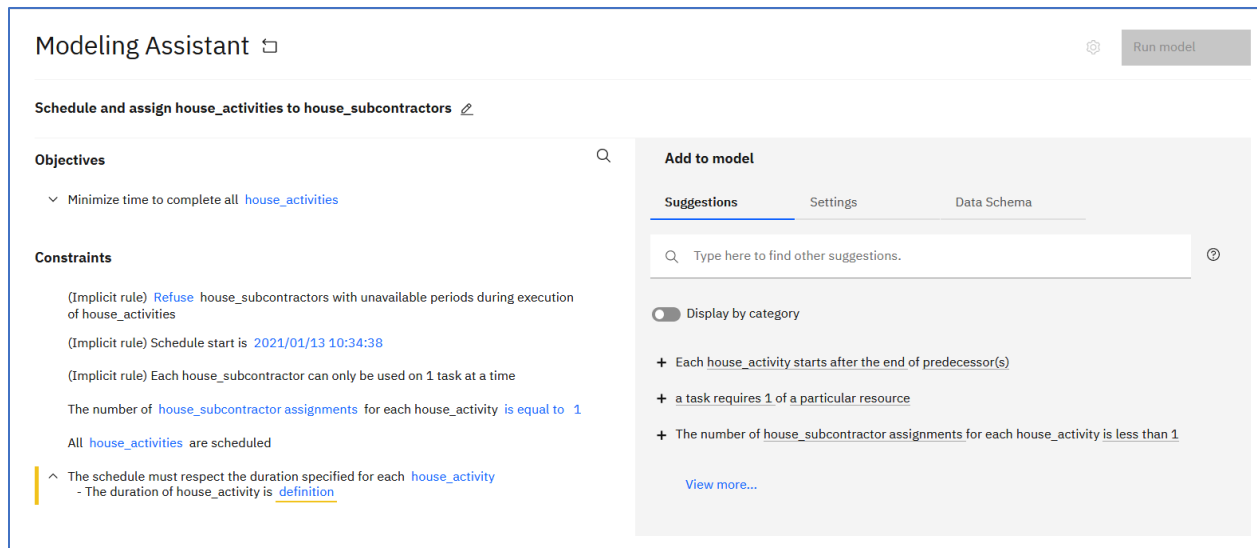 Modeling Assistant
Run model
Schedule and assign house_activities to house_subcontractors
Objectives
Minimize time to complete all house_activities
Constraints
(Implicit rule) Refuse house_subcontractors with unavailable periods during execution
of house_activities
(Implicit rule) Schedule start is 2021/01/13 10:34:38
(Implicit rule) Each house_subcontractor can only be used on 1 task at a time
The number of house_subcontractor assignments for each house_activity is equal to 1
All house_activities are scheduled
The schedule must respect the duration specified for each house_activity
- The duration of house_activity is definition
Add to model
Suggestions Settings Data Schema
Type here to find other suggestions.
Display by category
+ Each house_activity starts after the end of predecessor(s)
+ a task requires 1 of a particular resource
+ The number of house_subcontractor assignments for each house_activity is less than 1
View more...